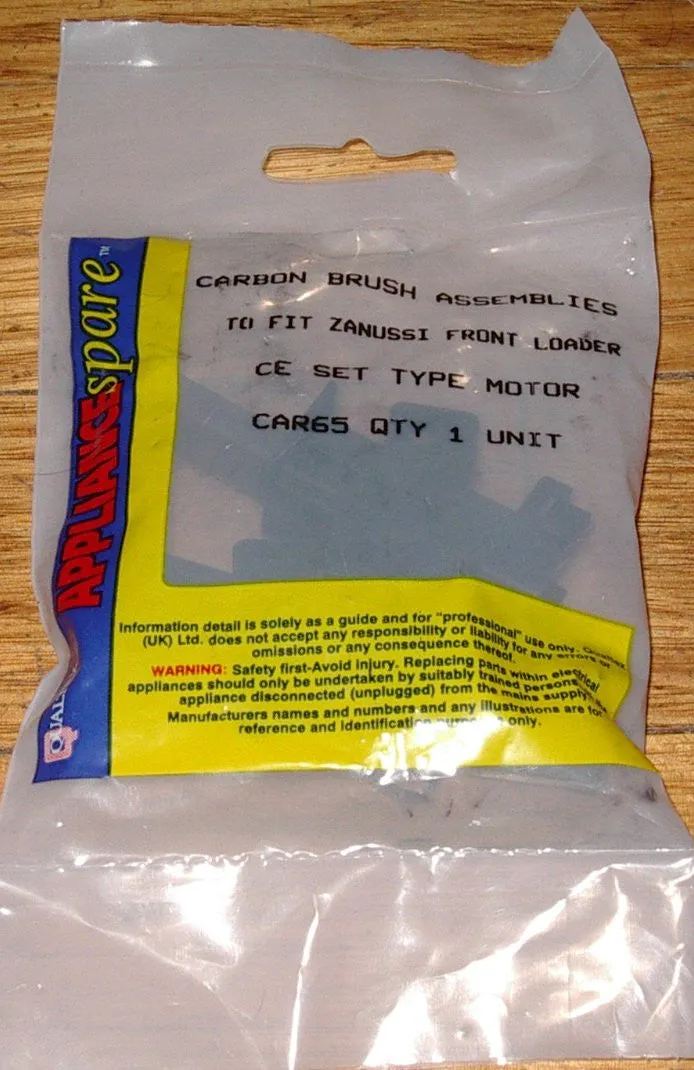 CARBON BRUSH ASSEMBLIES
TO FIT ZANUSSI FRONT LOADER
CE SET TYPE MOTOR
CAR65 QTY 1 UNIT
APPLIANCEspare™
Information detail is solely as a guide and for "professional" use only.
(UK) Ltd. does not accept any responsibility or liability for any errors or
omissions or any consequence thereof.
WARNING: Safety first-Avoid injury. Replacing parts within electrical
appliances should only be undertaken by suitably trained persons
appliance disconnected (unplugged) from the mains supply.
Manufacturers names and numbers and any illustrations are for
reference and identification purposes only.